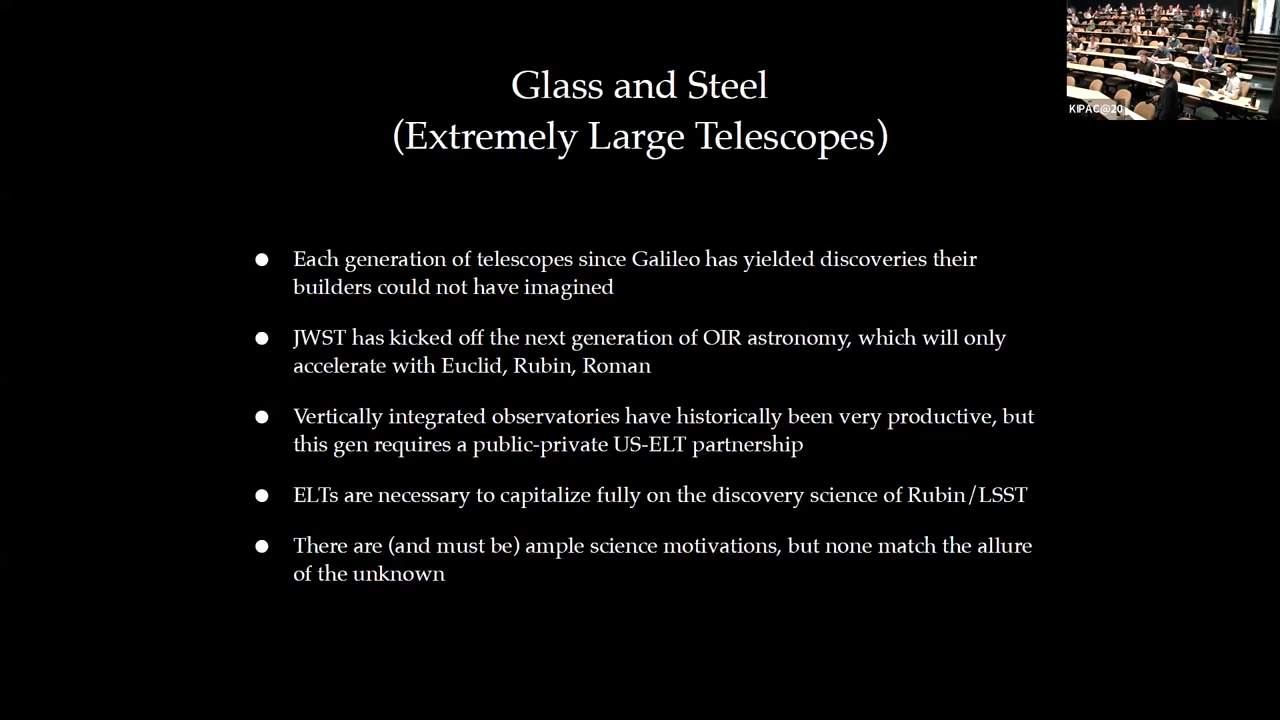 Glass and Steel
(Extremely Large Telescopes)
KIPAC@20
● Each generation of telescopes since Galileo has yielded discoveries their
builders could not have imagined
● JWST has kicked off the next generation of OIR astronomy, which will only
accelerate with Euclid, Rubin, Roman
● Vertically integrated observatories have historically been very productive, but
this gen requires a public-private US-ELT partnership
● ELTs are necessary to capitalize fully on the discovery science of Rubin/LSST
● There are (and must be) ample science motivations, but none match the allure
of the unknown